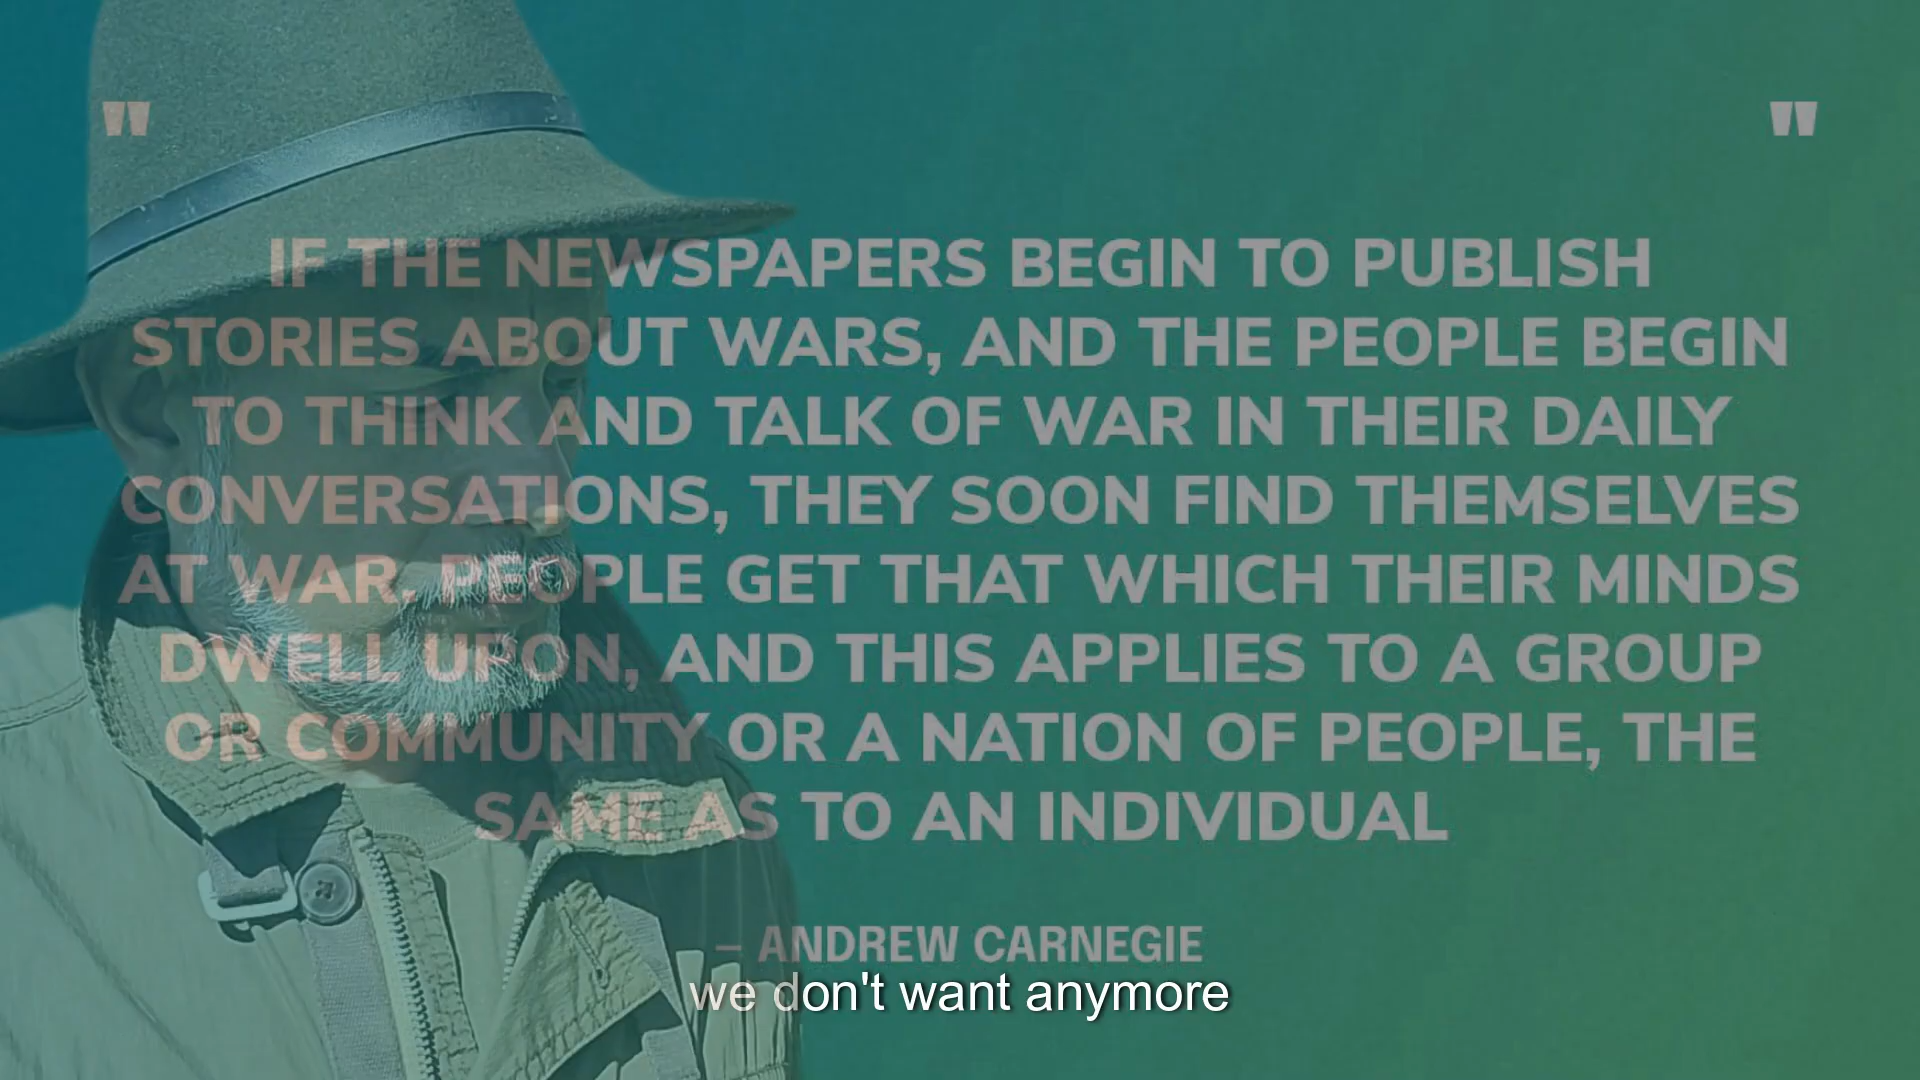 " "
IF THE NEWSPAPERS BEGIN TO PUBLISH
STORIES ABOUT WARS, AND THE PEOPLE BEGIN
TO THINK AND TALK OF WAR IN THEIR DAILY
CONVERSATIONS, THEY SOON FIND THEMSELVES
AT WAR. PEOPLE GET THAT WHICH THEIR MINDS
DWELL UPON, AND THIS APPLIES TO A GROUP
OR COMMUNITY OR A NATION OF PEOPLE, THE
SAME AS TO AN INDIVIDUAL
– ANDREW CARNEGIE
we don't want anymore